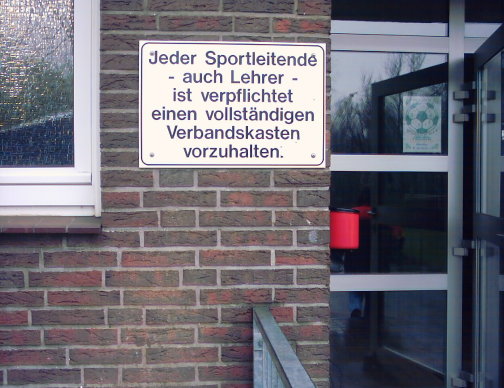 Jeder Sportleitende
- auch Lehrer -
ist verpflichtet
einen vollständigen
Verbandskasten
vorzuhalten.